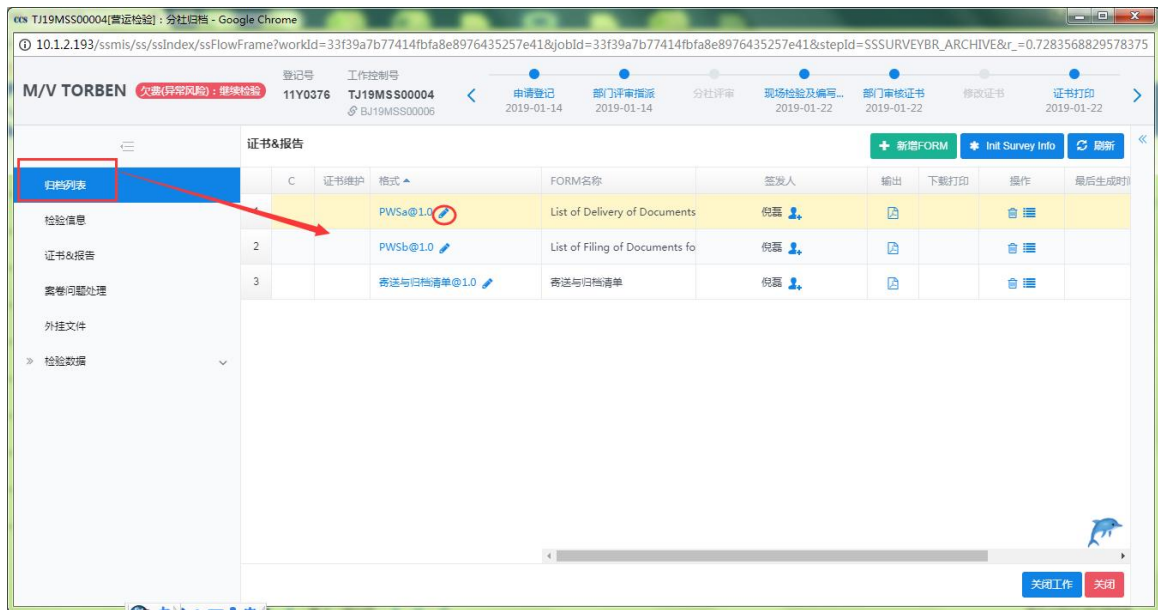 ccs TJ19MSS00004[营运检验] : 分社归档 - Google Chrome
10.1.2.193/ssmis/ss/ssIndex/ssFlowFrame?workId=33f39a7b77414fbfa8e8976435257e41&jobId=33f39a7b77414fbfa8e8976435257e41&stepId=SSSURVEYBR_ARCHIVE&r_=0.7283568829578375
M/V TORBEN 欠费(异常风险) : 继续检验
登记号
11Y0376
工作控制号
TJ19MSS00004
BJ19MSS00006
申请登记
2019-01-14
部门评审指派
2019-01-14
分社评审
现场检验及编写...
2019-01-22
部门审核证书
2019-01-22
修改证书
证书打印
2019-01-22
归档列表
检验信息
证书&报告
案卷问题处理
外挂文件
检验数据
证书&报告
新增FORM Init Survey Info 刷新
C 证书维护 格式 FORM名称 签发人 输出 下载打印 操作 最后生成时间
PWSa@1.0 List of Delivery of Documents 倪磊
2 PWSb@1.0 List of Filing of Documents fo 倪磊
3 寄送与归档清单@1.0 寄送与归档清单 倪磊
关闭工作 关闭